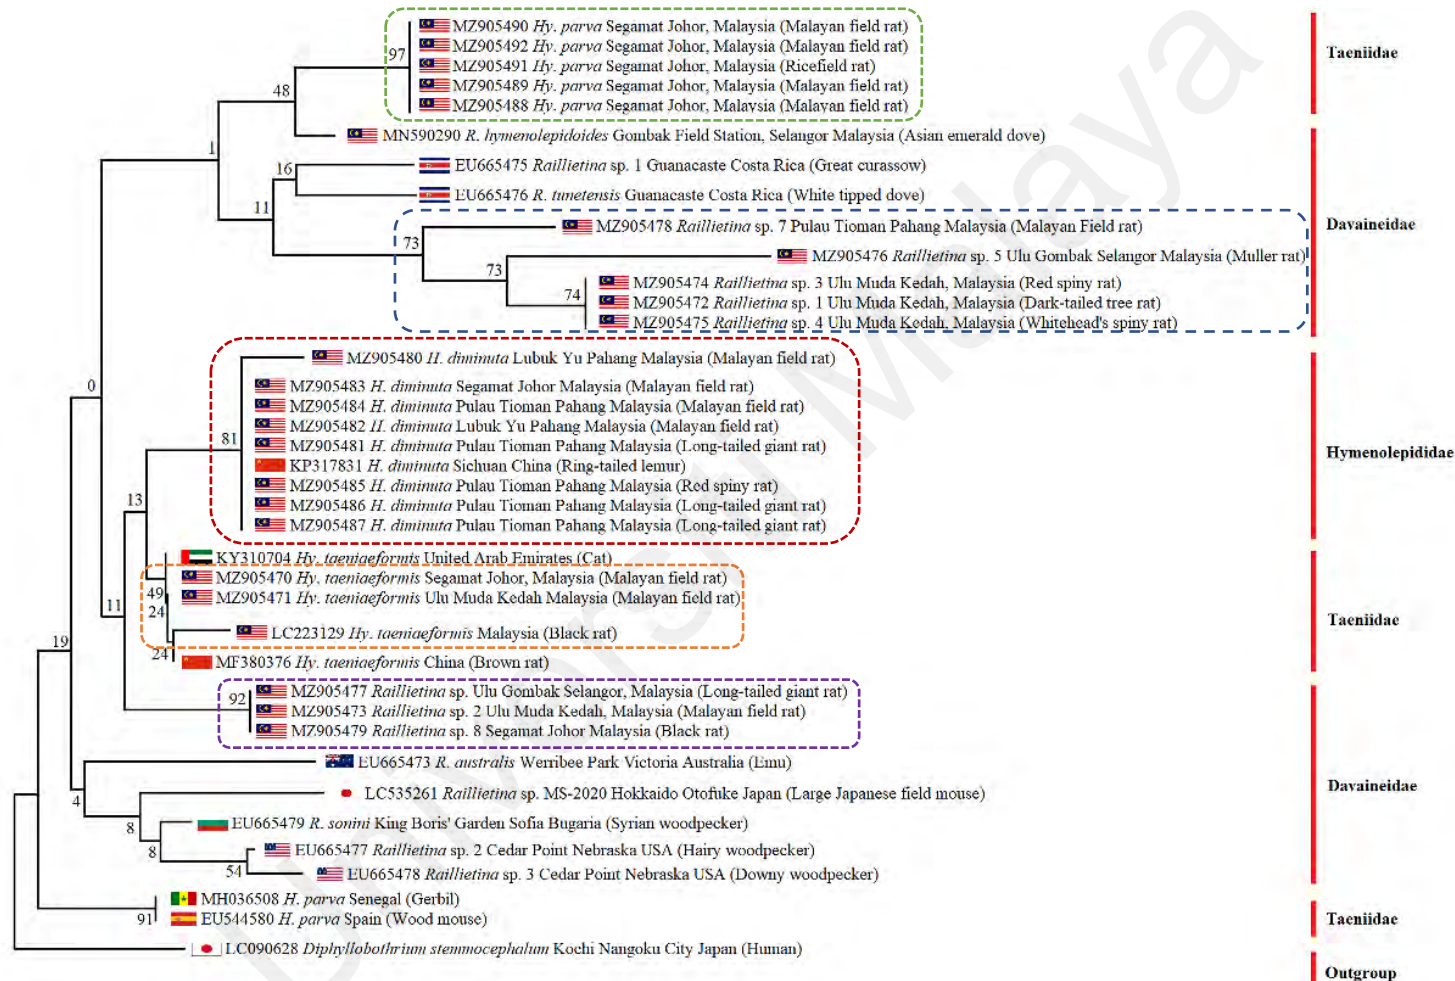 MZ905490 Hy. parva Segamat Johor, Malaysia (Malayan field rat)
MZ905492 Hy. parva Segamat Johor, Malaysia (Malayan field rat)
97
MZ905491 Hy. parva Segamat Johor, Malaysia (Ricefield rat)
Taeniidae
MZ905489 Hy. parva Segamat Johor, Malaysia (Malayan field rat)
48
MZ905488 Hy. parva Segamat Johor, Malaysia (Malayan field rat)
MN590290 R. hymenolepidoides Gombak Field Station, Selangor Malaysia (Asian emerald dove)
1
16
EU665475 Raillietina sp. 1 Guanacaste Costa Rica (Great curassow)
EU665476 R. tunetensis Guanacaste Costa Rica (White tipped dove)
11
MZ905478 Raillietina sp. 7 Pulau Tioman Pahang Malaysia (Malayan Field rat)
Davaineidae
73
MZ905476 Raillietina sp. 5 Ulu Gombak Selangor Malaysia (Muller rat)
73
MZ905474 Raillietina sp. 3 Ulu Muda Kedah, Malaysia (Red spiny rat)
74
MZ905472 Raillietina sp. 1 Ulu Muda Kedah, Malaysia (Dark-tailed tree rat)
MZ905475 Raillietina sp. 4 Ulu Muda Kedah, Malaysia (Whitehead's spiny rat)
MZ905480 H. diminuta Lubuk Yu Pahang Malaysia (Malayan field rat)
0
MZ905483 H. diminuta Segamat Johor Malaysia (Malayan field rat)
MZ905484 H. diminuta Pulau Tioman Pahang Malaysia (Malayan field rat)
MZ905482 H. diminuta Lubuk Yu Pahang Malaysia (Malayan field rat)
81
MZ905481 H. diminuta Pulau Tioman Pahang Malaysia (Long-tailed giant rat)
Hymenolepididae
KP317831 H. diminuta Sichuan China (Ring-tailed lemur)
MZ905485 H. diminuta Pulau Tioman Pahang Malaysia (Red spiny rat)
13
MZ905486 H. diminuta Pulau Tioman Pahang Malaysia (Long-tailed giant rat)
MZ905487 H. diminuta Pulau Tioman Pahang Malaysia (Long-tailed giant rat)
KY310704 Hy. taeniaeformis United Arab Emirates (Cat)
MZ905470 Hy. taeniaeformis Segamat Johor, Malaysia (Malayan field rat)
49
MZ905471 Hy. taeniaeformis Ulu Muda Kedah Malaysia (Malayan field rat)
11
24
Taeniidae
LC223129 Hy. taeniaeformis Malaysia (Black rat)
19
24
MF380376 Hy. taeniaeformis China (Brown rat)
MZ905477 Raillietina sp. Ulu Gombak Selangor, Malaysia (Long-tailed giant rat)
92
MZ905473 Raillietina sp. 2 Ulu Muda Kedah, Malaysia (Malayan field rat)
MZ905479 Raillietina sp. 8 Segamat Johor Malaysia (Black rat)
EU665473 R. australis Werribee Park Victoria Australia (Emu)
Davaineidae
4
LC535261 Raillietina sp. MS-2020 Hokkaido Otofuke Japan (Large Japanese field mouse)
8
EU665479 R. sonini King Boris' Garden Sofia Bugaria (Syrian woodpecker)
8
EU665477 Raillietina sp. 2 Cedar Point Nebraska USA (Hairy woodpecker)
54
EU665478 Raillietina sp. 3 Cedar Point Nebraska USA (Downy woodpecker)
MH036508 H. parva Senegal (Gerbil)
91
EU544580 H. parva Spain (Wood mouse)
Taeniidae
LC090628 Diphyllobothrium stemmocephalum Kochi Nangoku City Japan (Human)
Outgroup
Universiti Malaya